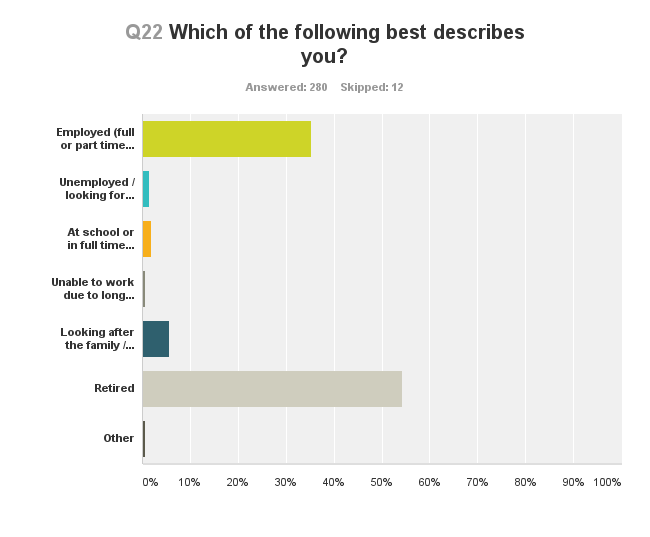 Q22 Which of the following best describes
you?
Answered: 280 Skipped: 12
Employed (full
or part time...
Unemployed /
looking for...
At school or
in full time...
Unable to work
due to long...
Looking after
the family /...
Retired
Other
0% 10% 20% 30% 40% 50% 60% 70% 80% 90% 100%